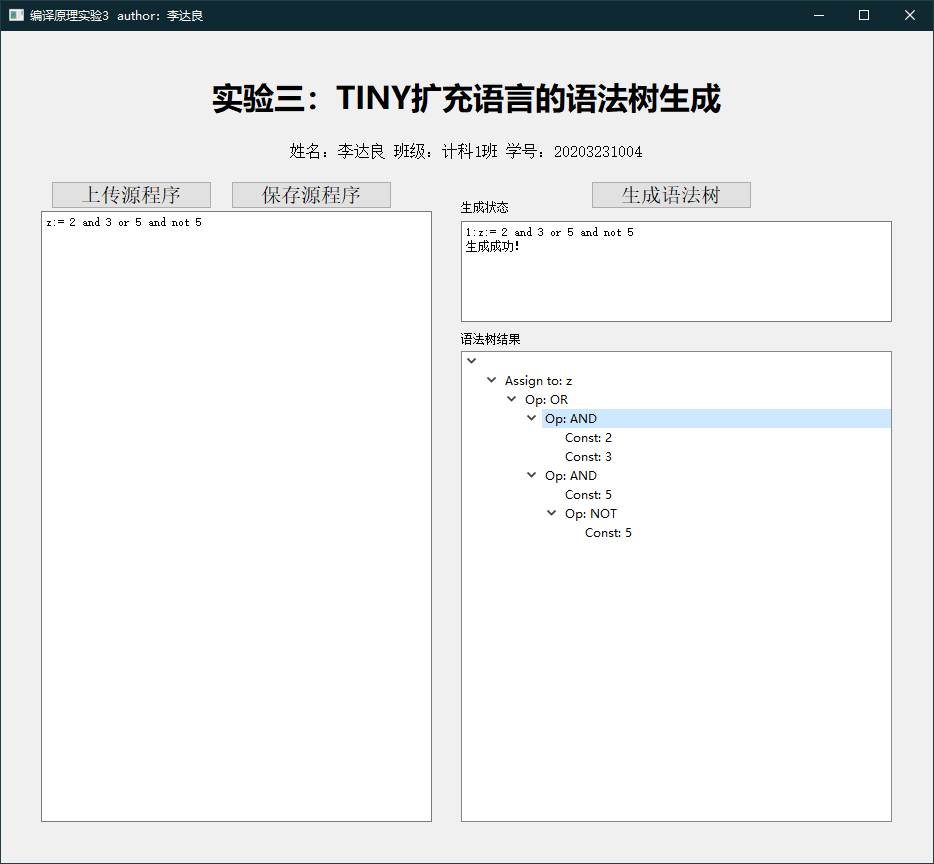 编译原理实验3 author：李达良
实验三：TINY扩充语言的语法树生成
姓名：李达良 班级：计科1班 学号：20203231004
上传源程序
保存源程序
z:= 2 and 3 or 5 and not 5
生成语法树
生成状态
1:z:= 2 and 3 or 5 and not 5
生成成功!
语法树结果
Assign to: z
Op: OR
Op: AND
Const: 2
Const: 3
Op: AND
Const: 5
Op: NOT
Const: 5